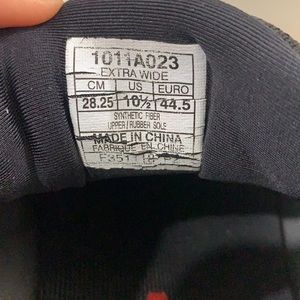 1011A023
EXTRA WIDE
CM US EURO
28.25 10½ 44.5
SYNTHETIC FIBER
UPPER/RUBBER SOLE
MADE IN CHINA
FABRIQUE EN CHINE
F351